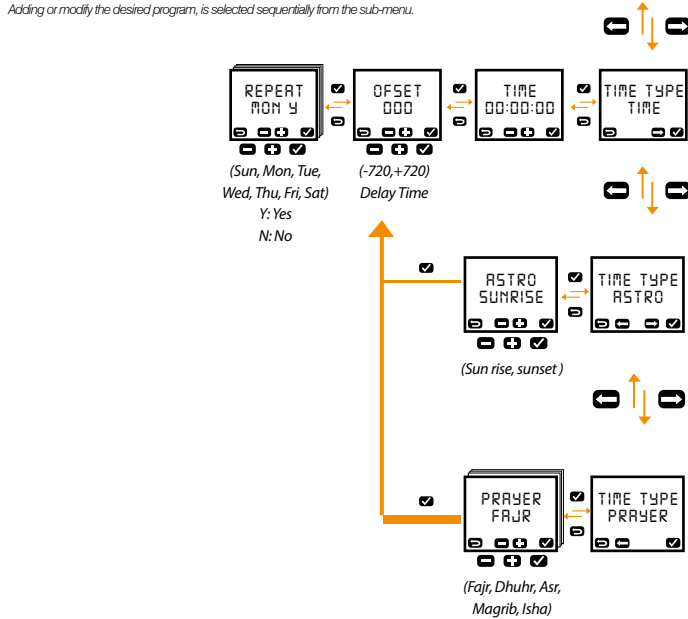 Adding or modify the desired program, is selected sequentially from the sub-menu.
REPEAT
MON Y
OFSET
000
TIME
00:00:00
TIME TYPE
TIME
(Sun, Mon, Tue,
Wed, Thu, Fri, Sat)
Y: Yes
N: No
(-720,+720)
Delay Time
ASTRO
SUNRISE
TIME TYPE
ASTRO
(Sun rise, sunset )
PRAYER
FAJR
TIME TYPE
PRAYER
(Fajr, Dhuhr, Asr,
Magrib, Isha)